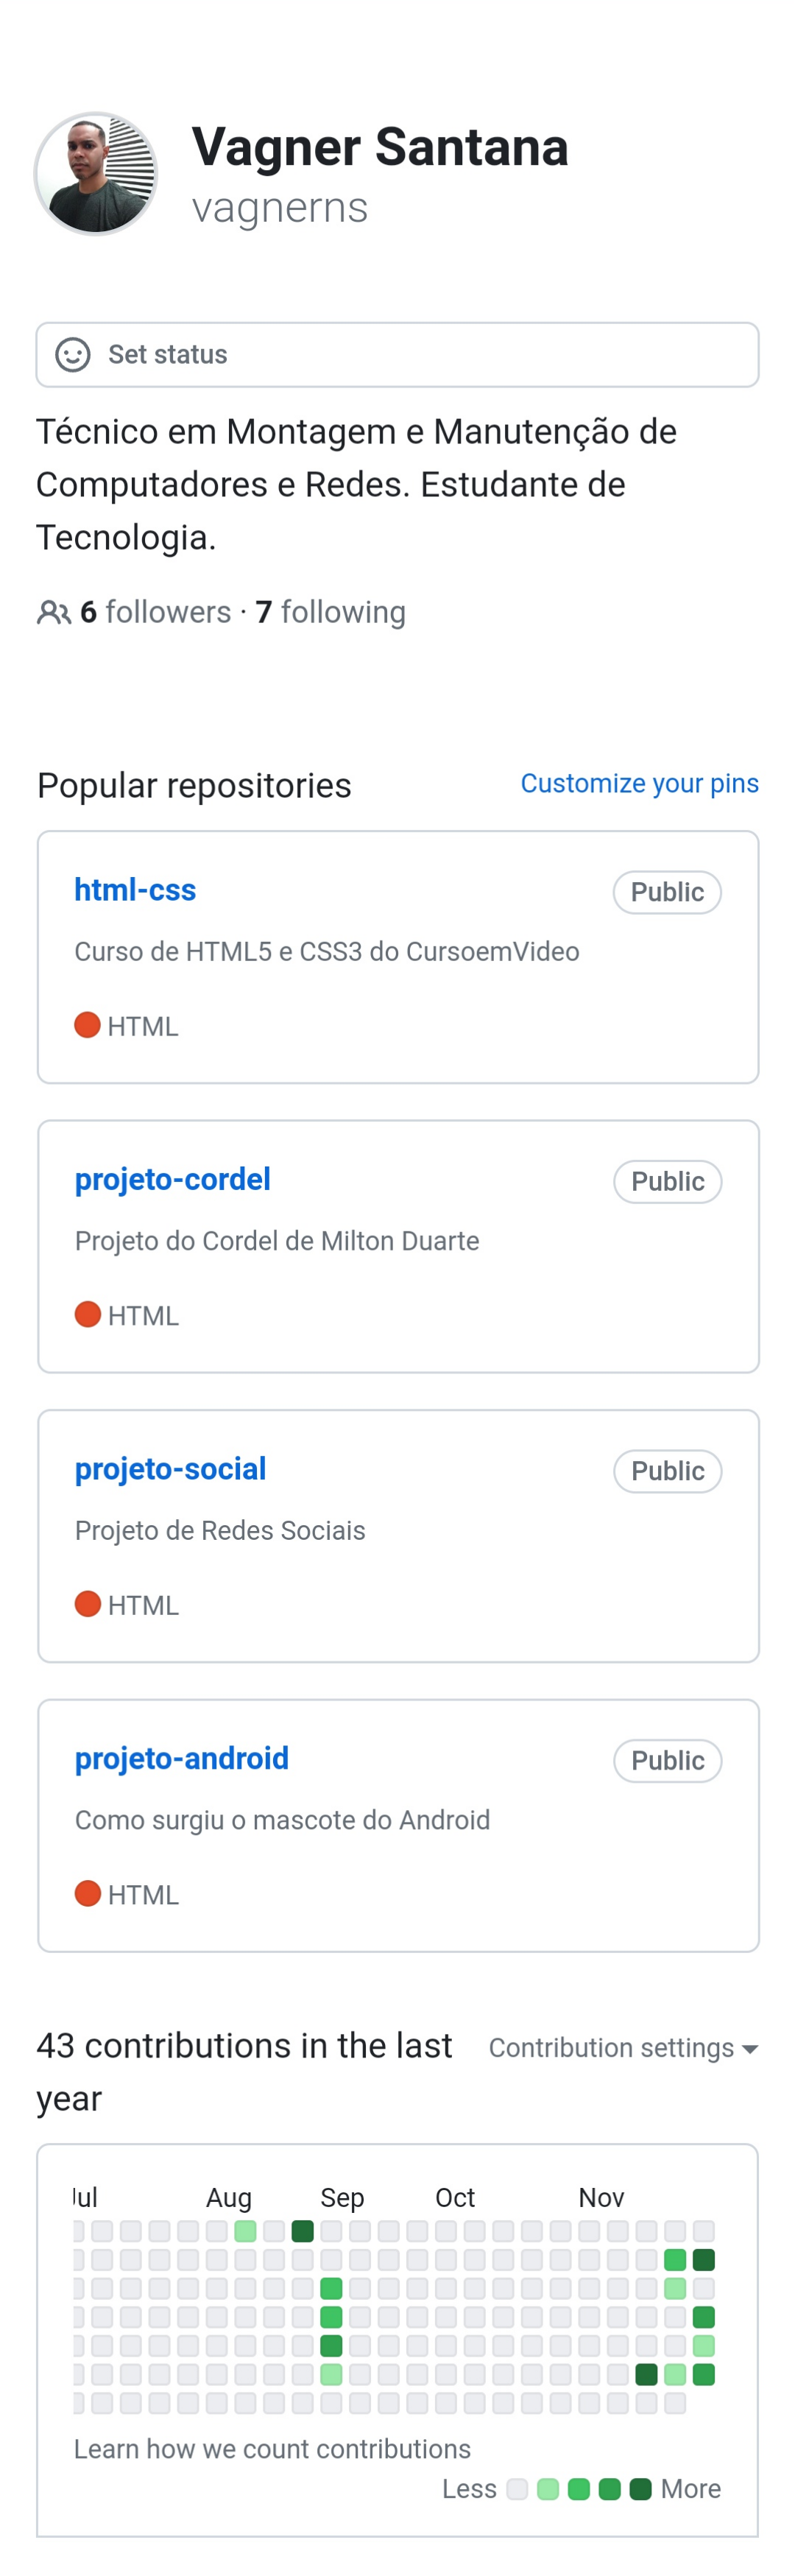 Vagner Santana
vagnerns
Set status
Técnico em Montagem e Manutenção de
Computadores e Redes. Estudante de
Tecnologia.
6 followers · 7 following
Popular repositories
Customize your pins
html-css
Public
Curso de HTML5 e CSS3 do CursoemVideo
HTML
projeto-cordel
Public
Projeto do Cordel de Milton Duarte
HTML
projeto-social
Public
Projeto de Redes Sociais
HTML
projeto-android
Public
Como surgiu o mascote do Android
HTML
43 contributions in the last
year
Contribution settings
Jul Aug Sep Oct Nov
Learn how we count contributions
Less More